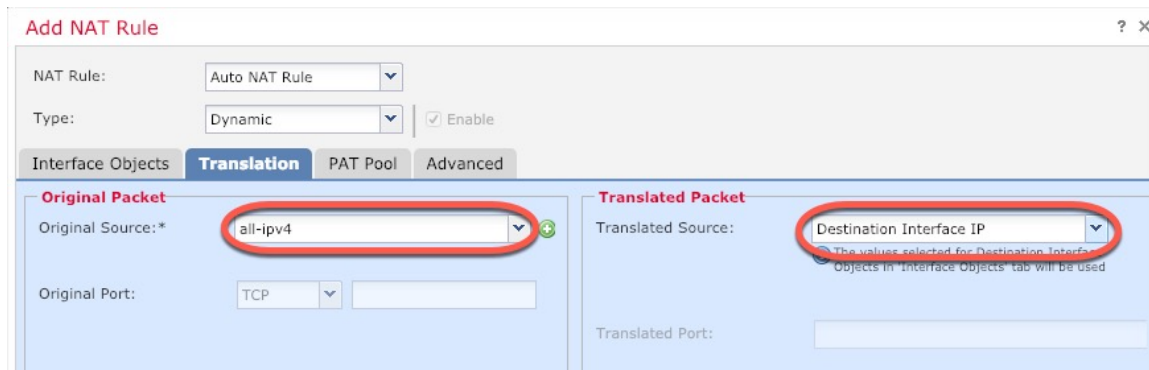 Add NAT Rule ? X
NAT Rule: Auto NAT Rule
Type: Dynamic Enable
Interface Objects Translation PAT Pool Advanced
Original Packet Translated Packet
Original Source:* all-ipv4 Translated Source: Destination Interface IP
The values selected for Destination Interface
Objects in 'Interface Objects' tab will be used
Original Port: TCP
Translated Port: